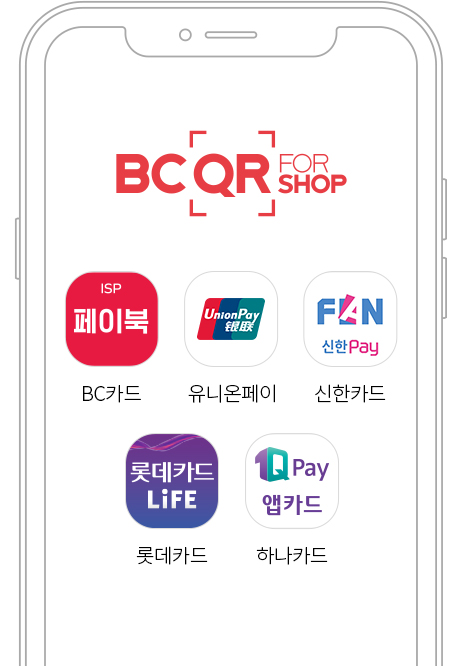 BC QR FOR
SHOP
ISP
페이북
UnionPay
银联
FAN
신한Pay
BC카드
유니온페이
신한카드
롯데카드
LiFE
1Q Pay
앱카드
롯데카드
하나카드